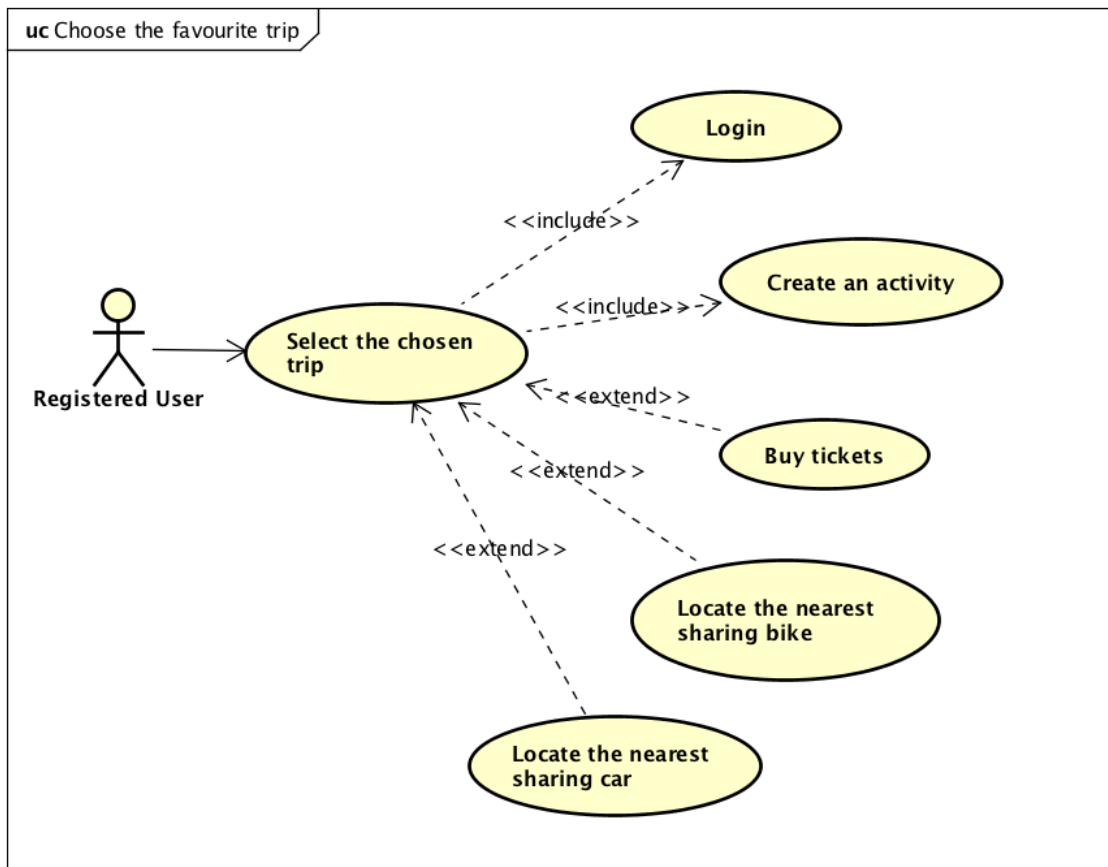 uc Choose the favourite trip
Login
<<include>>
Create an activity
<<include>>
Select the chosen
trip
Registered User
<<extend>>
Buy tickets
<<extend>>
<<extend>>
Locate the nearest
sharing bike
Locate the nearest
sharing car